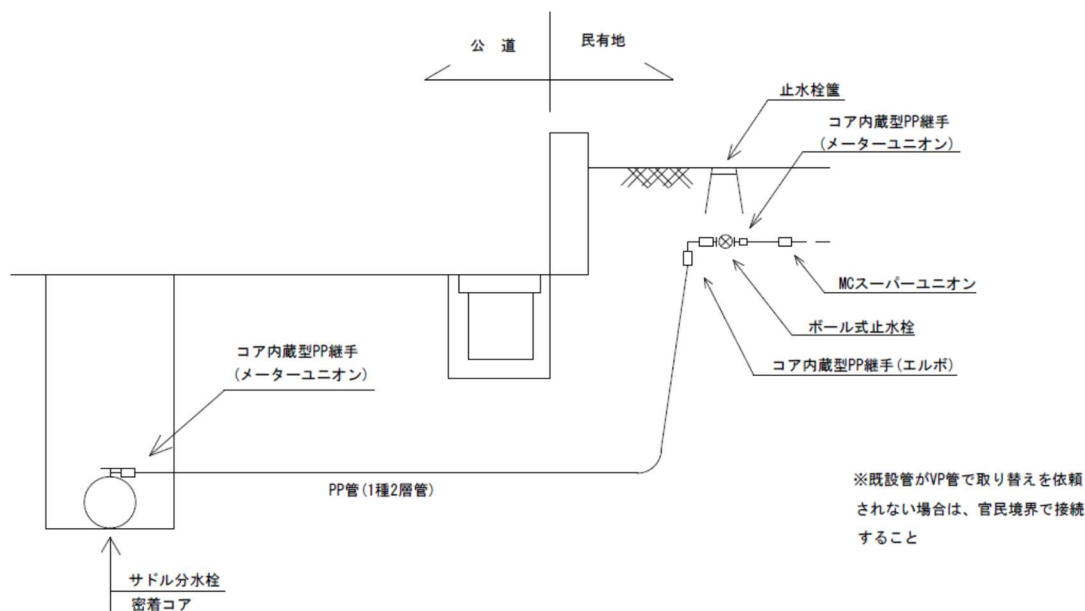 公 道
民有地
止水栓筐
コア内蔵型PP継手
(メーターユニオン)
MCスーパーユニオン
ボール式止水栓
コア内蔵型PP継手(エルボ)
コア内蔵型PP継手
(メーターユニオン)
PP管(1種2層管)
※既設管がVP管で取り替えを依頼
されない場合は、官民境界で接続
すること
サドル分水栓
密着コア